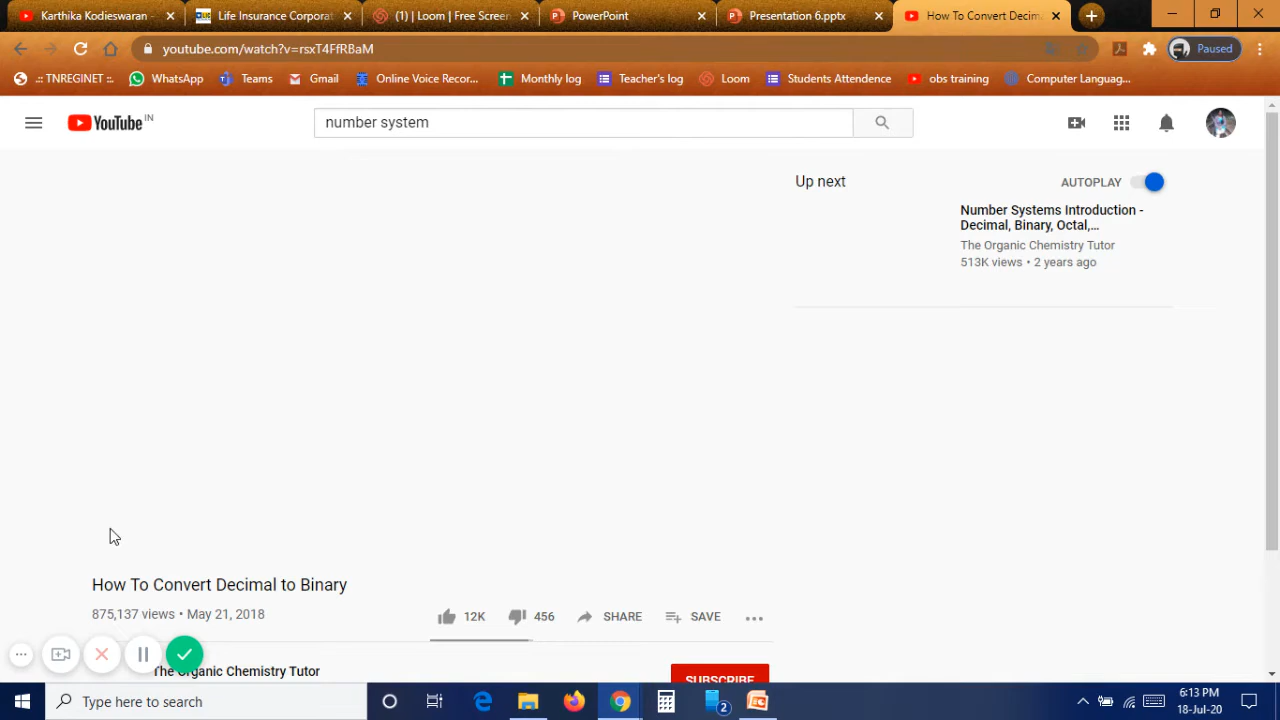 Karthika Kodieswaran -
Life Insurance Corporat
(1) | Loom | Free Screen
PowerPoint
Presentation 6.pptx
How To Convert Decim
youtube.com/watch?v=rsxT4FfRBaM
Paused
.:: TNREGINET ::.
WhatsApp
Teams
Gmail
Online Voice Recor...
Monthly log
Teacher's log
Loom
Students Attendence
obs training
Computer Languag...
YouTube IN
number system
Up next
AUTOPLAY
Number Systems Introduction -
Decimal, Binary, Octal,...
The Organic Chemistry Tutor
513K views • 2 years ago
How To Convert Decimal to Binary
875,137 views • May 21, 2018
12K
456
SHARE
SAVE
The Organic Chemistry Tutor
SUBSCRIBE
Type here to search
2
6:13 PM
18-Jul-20